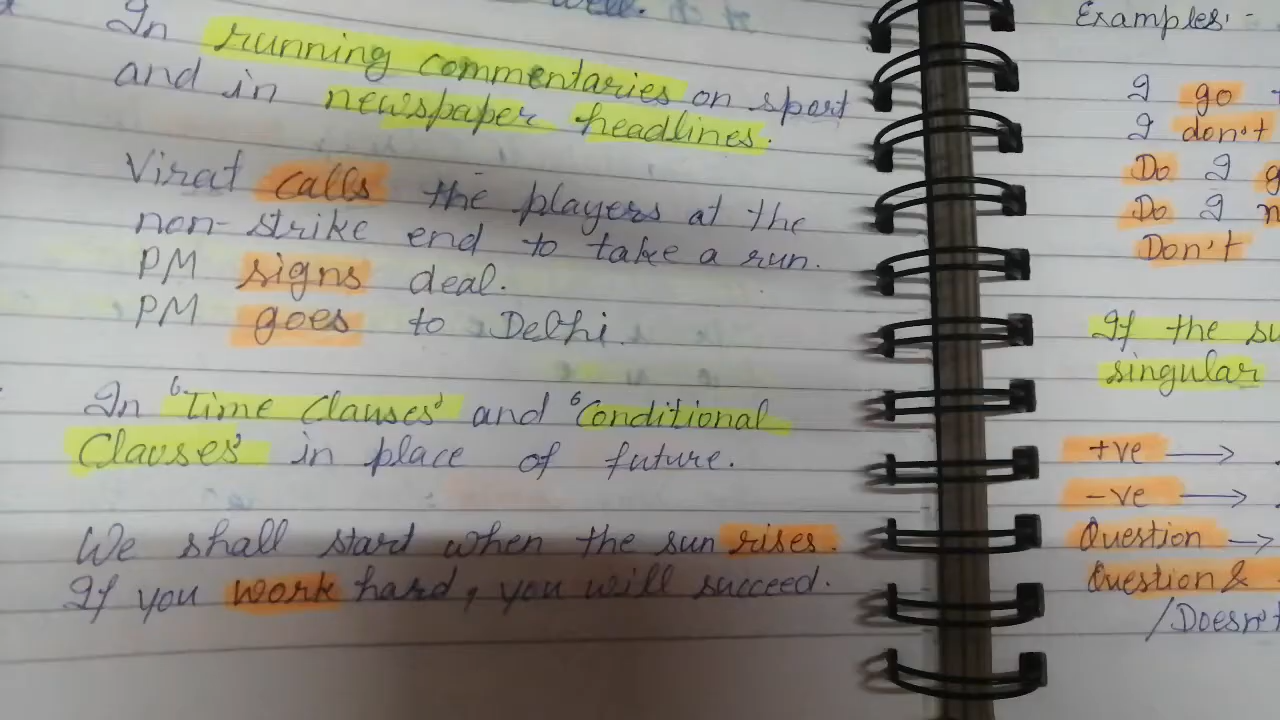 well.
In running commentaries on sport
and in newspaper headlines.
Virat calls the players at the
non-strike end to take a run.
PM signs deal.
PM goes to Delhi.
In 'Time Clauses' and 'Conditional
Clauses' in place of future.
We shall start when the sun rises.
If you work hard, you will succeed.
Examples:-
I go
I don't
Do I
Do I
Don't
If the
singular
+ve →
-ve →
Question →
Question &
/Doesn't